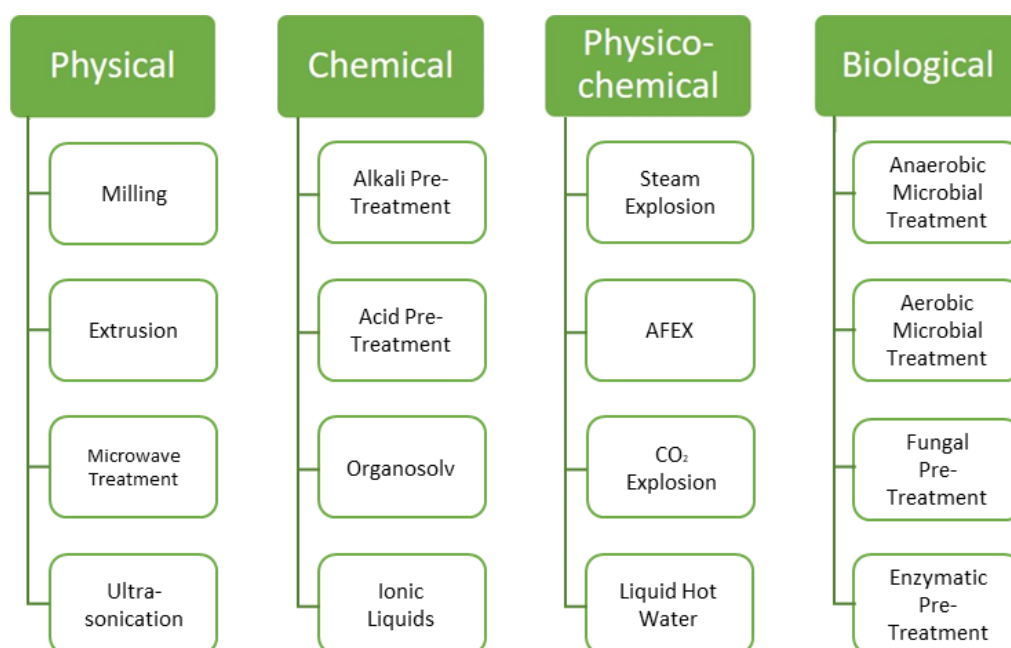 Physical
Milling
Extrusion
Microwave
Treatment
Ultra-
sonication
Chemical
Alkali Pre-
Treatment
Acid Pre-
Treatment
Organosolv
Ionic
Liquids
Physico-
chemical
Steam
Explosion
AFEX
CO₂
Explosion
Liquid Hot
Water
Biological
Anaerobic
Microbial
Treatment
Aerobic
Microbial
Treatment
Fungal
Pre-
Treatment
Enzymatic
Pre-
Treatment